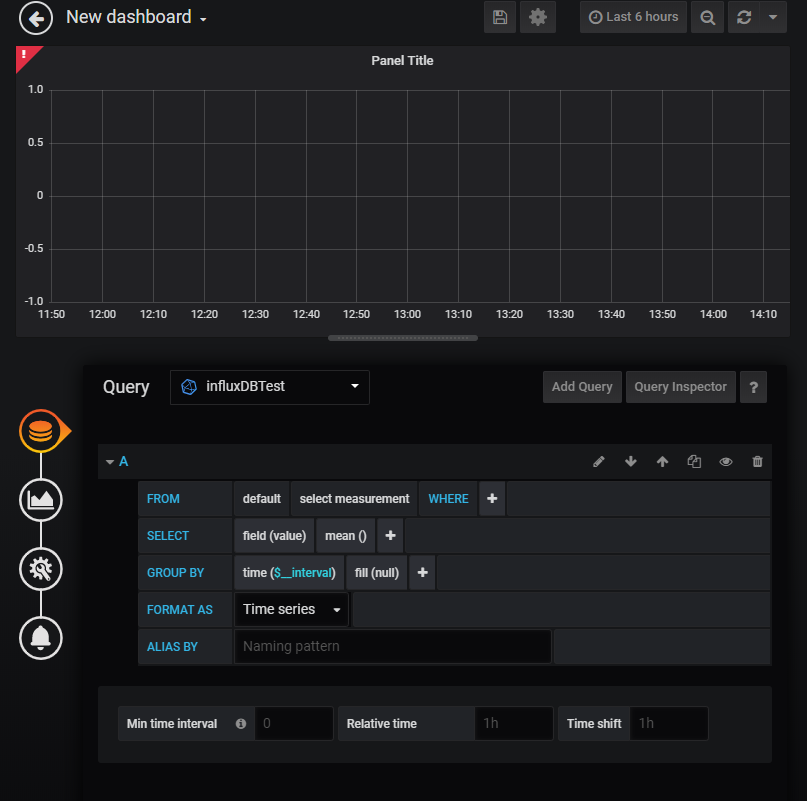 New dashboard
Last 6 hours
!
Panel Title
1.0
0.5
0
-0.5
-1.0
11:50 12:00 12:10 12:20 12:30 12:40 12:50 13:00 13:10 13:20 13:30 13:40 13:50 14:00 14:10
Query influxDBTest Add Query Query Inspector ?
A
FROM default select measurement WHERE +
SELECT field (value) mean () +
GROUP BY time ($__interval) fill (null) +
FORMAT AS Time series
ALIAS BY Naming pattern
Min time interval 0 Relative time 1h Time shift 1h